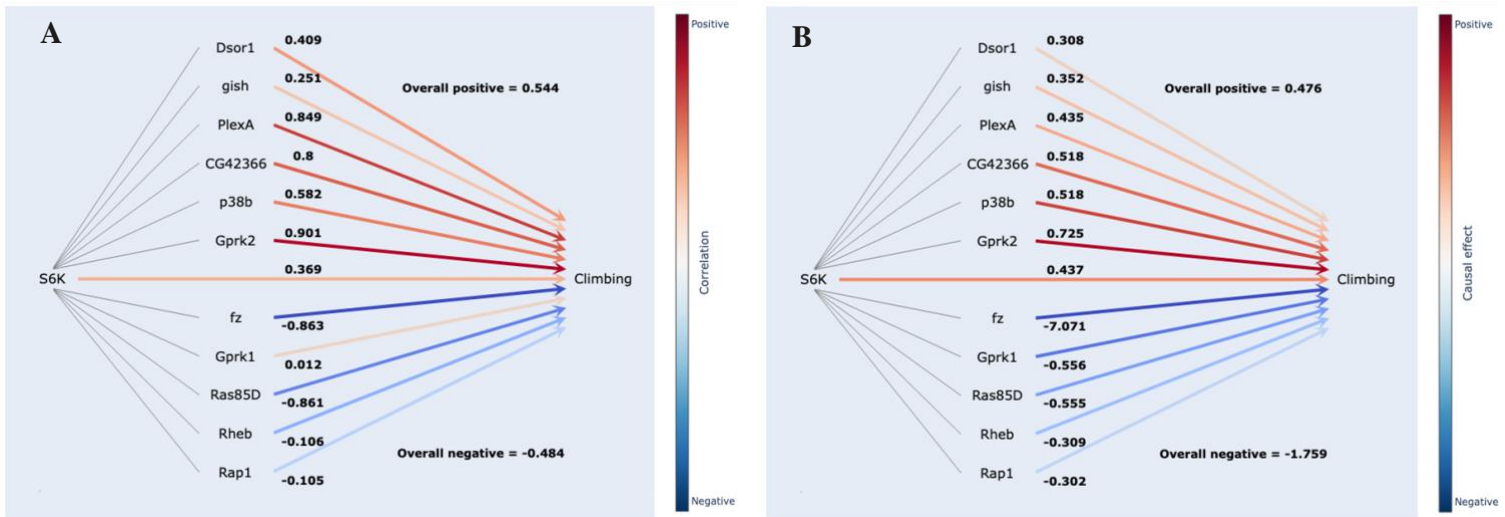 A
Dsor1
0.409
gish
0.251
Overall positive = 0.544
PlexA
0.849
CG42366
0.8
p38b
0.582
Gprk2
0.901
S6K
0.369
Climbing
fz
-0.863
Gprk1
0.012
Ras85D
-0.861
Rheb
-0.106
Overall negative = -0.484
Rap1
-0.105
Positive
Correlation
Negative
B
Dsor1
0.308
gish
0.352
Overall positive = 0.476
PlexA
0.435
CG42366
0.518
p38b
0.518
Gprk2
0.725
S6K
0.437
Climbing
fz
-7.071
Gprk1
-0.556
Ras85D
-0.555
Rheb
-0.309
Overall negative = -1.759
Rap1
-0.302
Positive
Causal effect
Negative